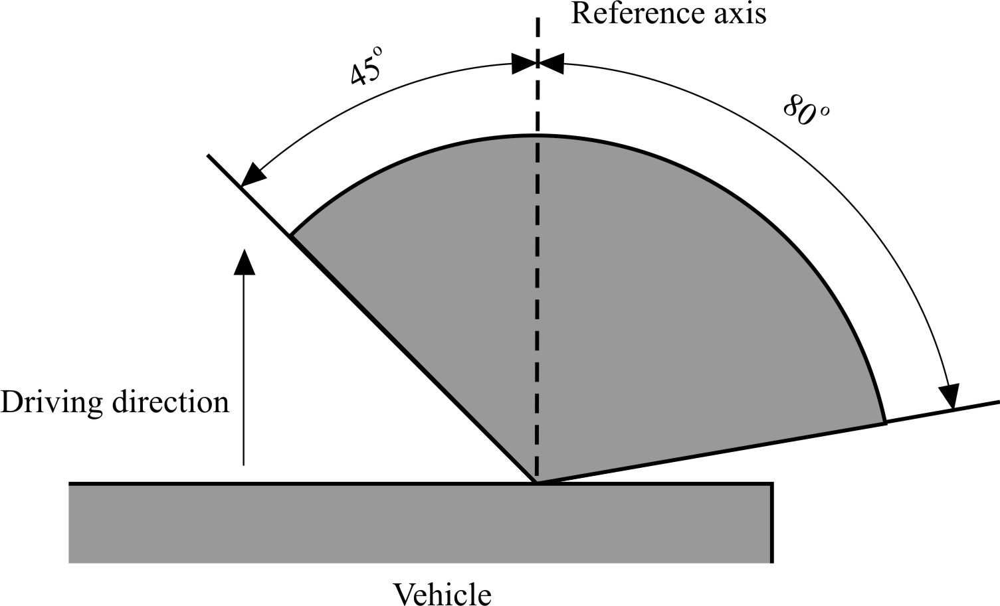 Reference axis
45°
80°
Driving direction
Vehicle